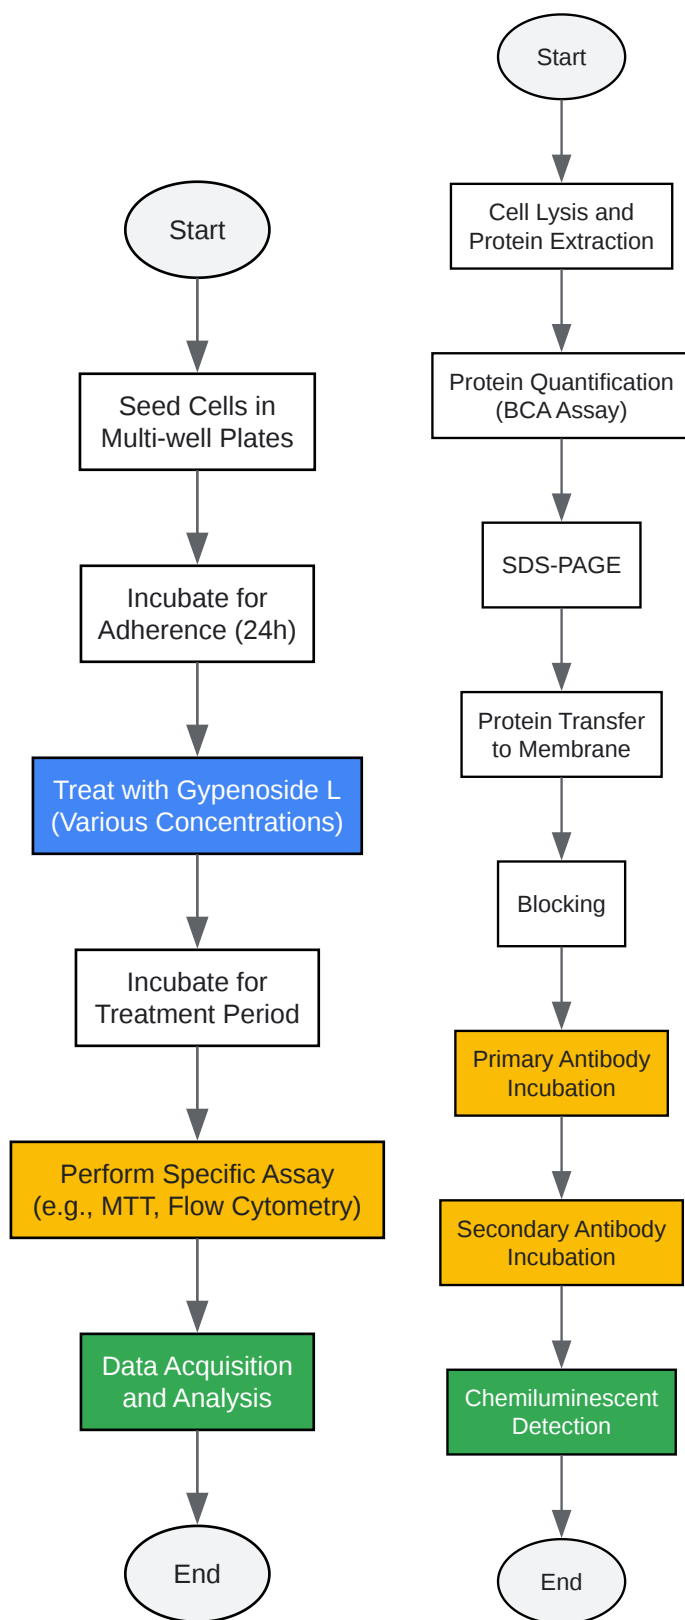 Start
Seed Cells in
Multi-well Plates
Incubate for
Adherence (24h)
Treat with Gypenoside L
(Various Concentrations)
Incubate for
Treatment Period
Perform Specific Assay
(e.g., MTT, Flow Cytometry)
Data Acquisition
and Analysis
End
Start
Cell Lysis and
Protein Extraction
Protein Quantification
(BCA Assay)
SDS-PAGE
Protein Transfer
to Membrane
Blocking
Primary Antibody
Incubation
Secondary Antibody
Incubation
Chemiluminescent
Detection
End